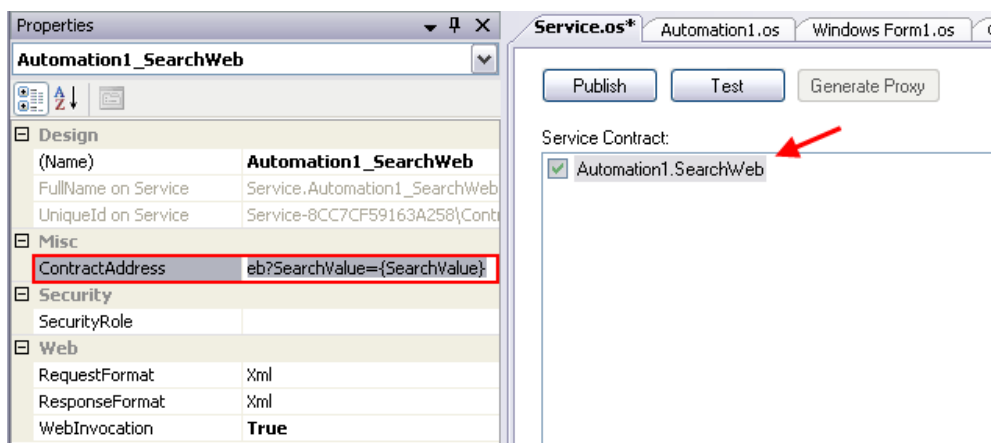 Properties
Automation1_SearchWeb
Design
(Name) Automation1_SearchWeb
FullName on Service Service.Automation1_SearchWeb
UniqueId on Service Service-8CC7CF59163A258\Contr
Misc
ContractAddress eb?SearchValue={SearchValue}
Security
SecurityRole
Web
RequestFormat Xml
ResponseFormat Xml
WebInvocation True
Service.os* Automation1.os Windows Form1.os
Publish Test Generate Proxy
Service Contract:
Automation1.SearchWeb